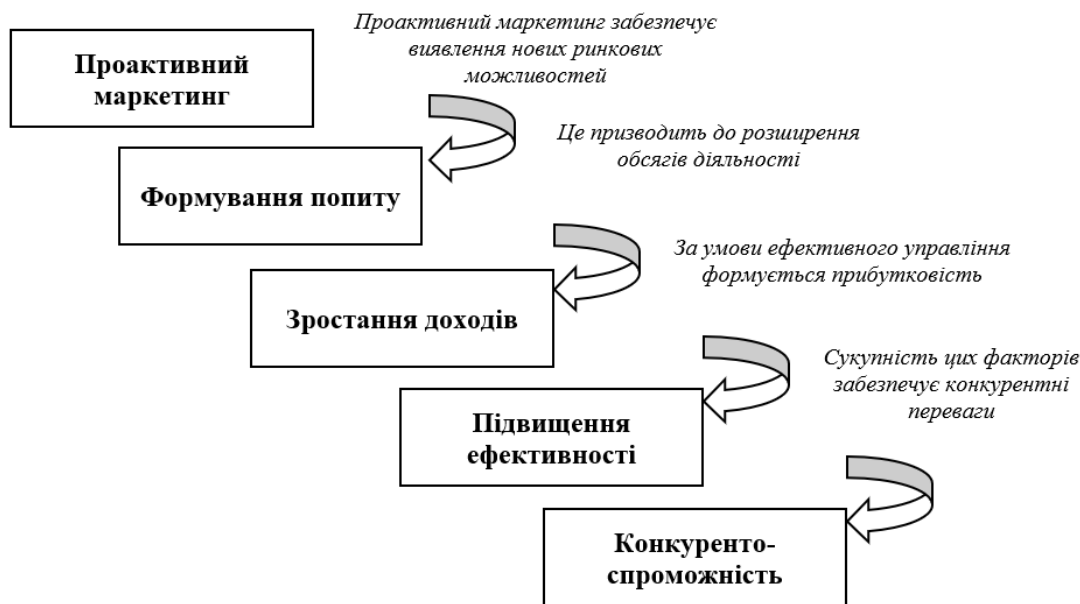 Проактивний маркетинг забезпечує
виявлення нових ринкових
можливостей
Проактивний
маркетинг
Це призводить до розширення
обсягів діяльності
Формування попиту
За умови ефективного управління
формується прибутковість
Зростання доходів
Сукупність цих факторів
забезпечує конкурентні
переваги
Підвищення
ефективності
Конкуренто-
спроможність